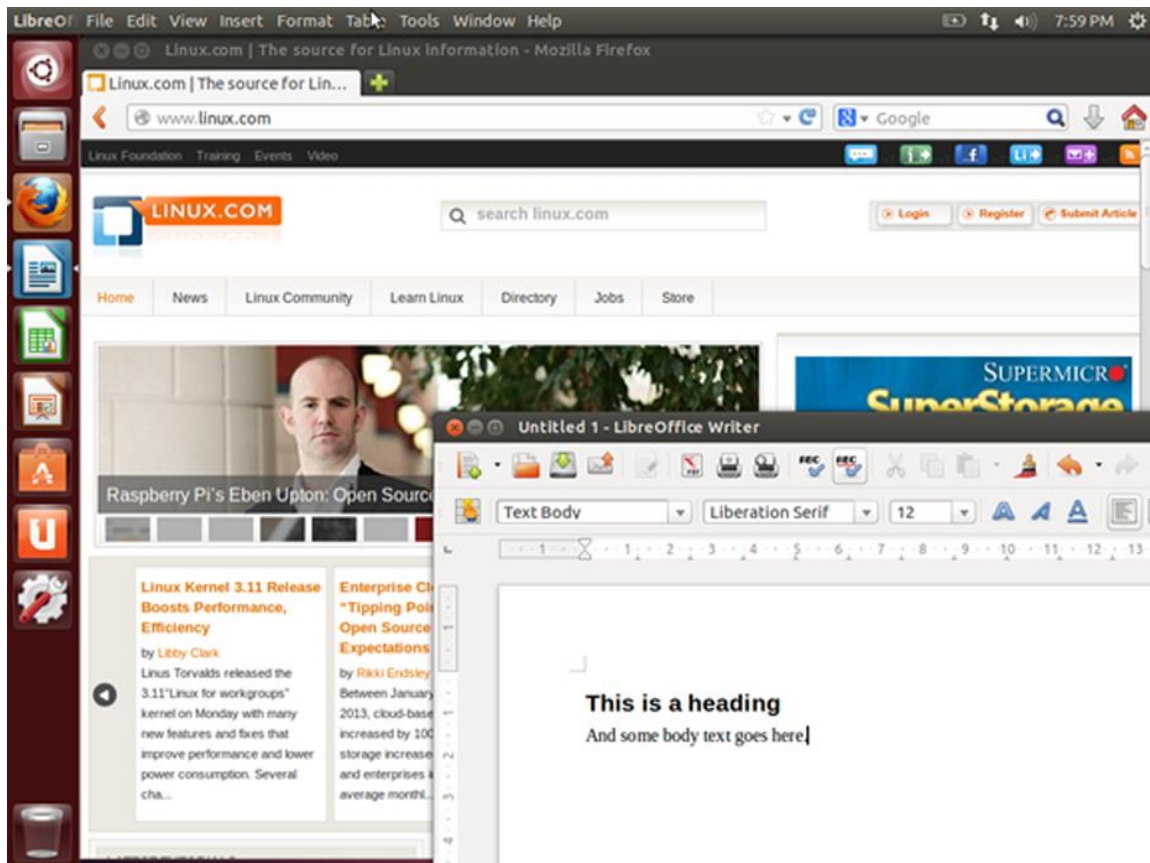 LibreOf File Edit View Insert Format Table Tools Window Help 7:59 PM
Linux.com | The source for Linux information - Mozilla Firefox
Linux.com | The source for Lin...
www.linux.com Google
Linux Foundation Training Events Video
LINUX.COM
search linux.com
Login Register Submit Article
Home News Linux Community Learn Linux Directory Jobs Store
SUPERMICR
SuperStorage
Raspberry Pi's Eben Upton: Open Source
Linux Kernel 3.11 Release
Boosts Performance,
Efficiency
by Libby Clark
Linus Torvalds released the
3.11"Linux for workgroups"
kernel on Monday with many
new features and fixes that
improve performance and lower
power consumption. Several
cha...
Enterprise Cl
"Tipping Poi
Open Source
Expectations
by Rikki Endsley
Between January
2013, cloud-base
increased by 100
storage increase
and enterprises i
average monthl...
Untitled 1 - LibreOffice Writer
Text Body Liberation Serif 12
1 1 2 3 4 5 6 7 8 9 10 11 12 13
This is a heading
And some body text goes here.